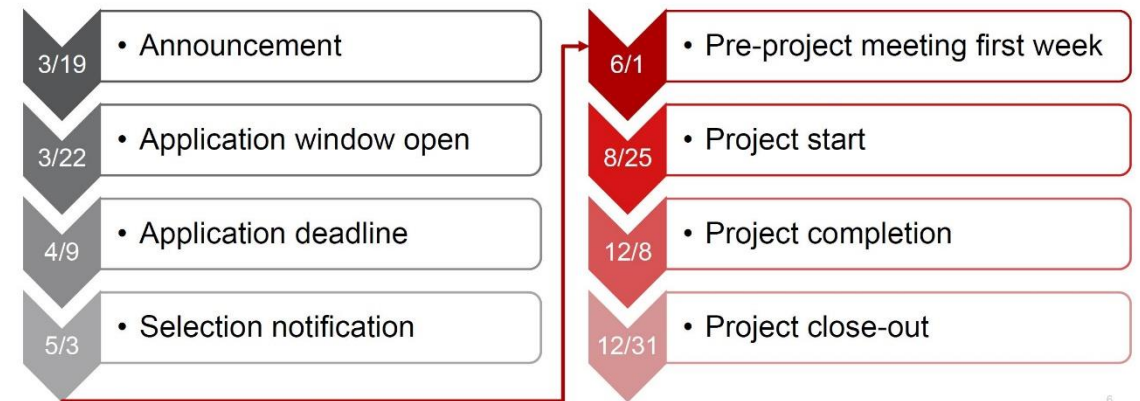 3/19
• Announcement
3/22
• Application window open
4/9
• Application deadline
5/3
• Selection notification
6/1
• Pre-project meeting first week
8/25
• Project start
12/8
• Project completion
12/31
• Project close-out
6